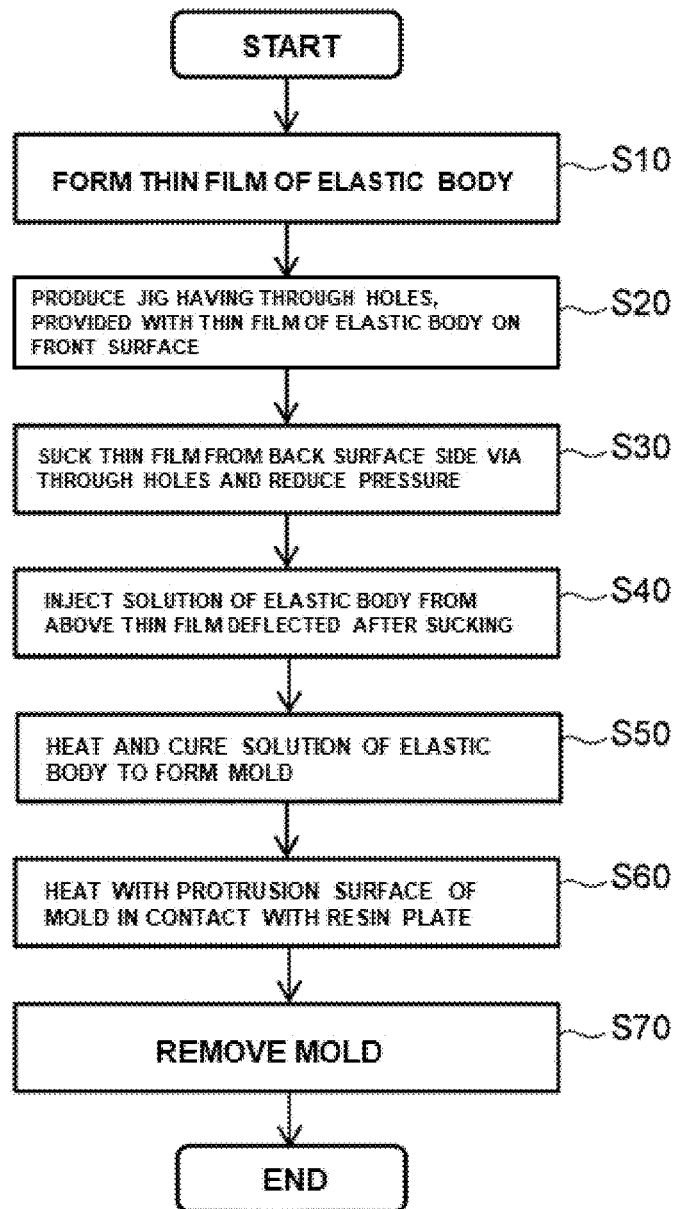 START
FORM THIN FILM OF ELASTIC BODY
S10
PRODUCE JIG HAVING THROUGH HOLES,
PROVIDED WITH THIN FILM OF ELASTIC BODY ON
FRONT SURFACE
S20
SUCK THIN FILM FROM BACK SURFACE SIDE VIA
THROUGH HOLES AND REDUCE PRESSURE
S30
INJECT SOLUTION OF ELASTIC BODY FROM
ABOVE THIN FILM DEFLECTED AFTER SUCKING
S40
HEAT AND CURE SOLUTION OF ELASTIC
BODY TO FORM MOLD
S50
HEAT WITH PROTRUSION SURFACE OF
MOLD IN CONTACT WITH RESIN PLATE
S60
REMOVE MOLD
S70
END